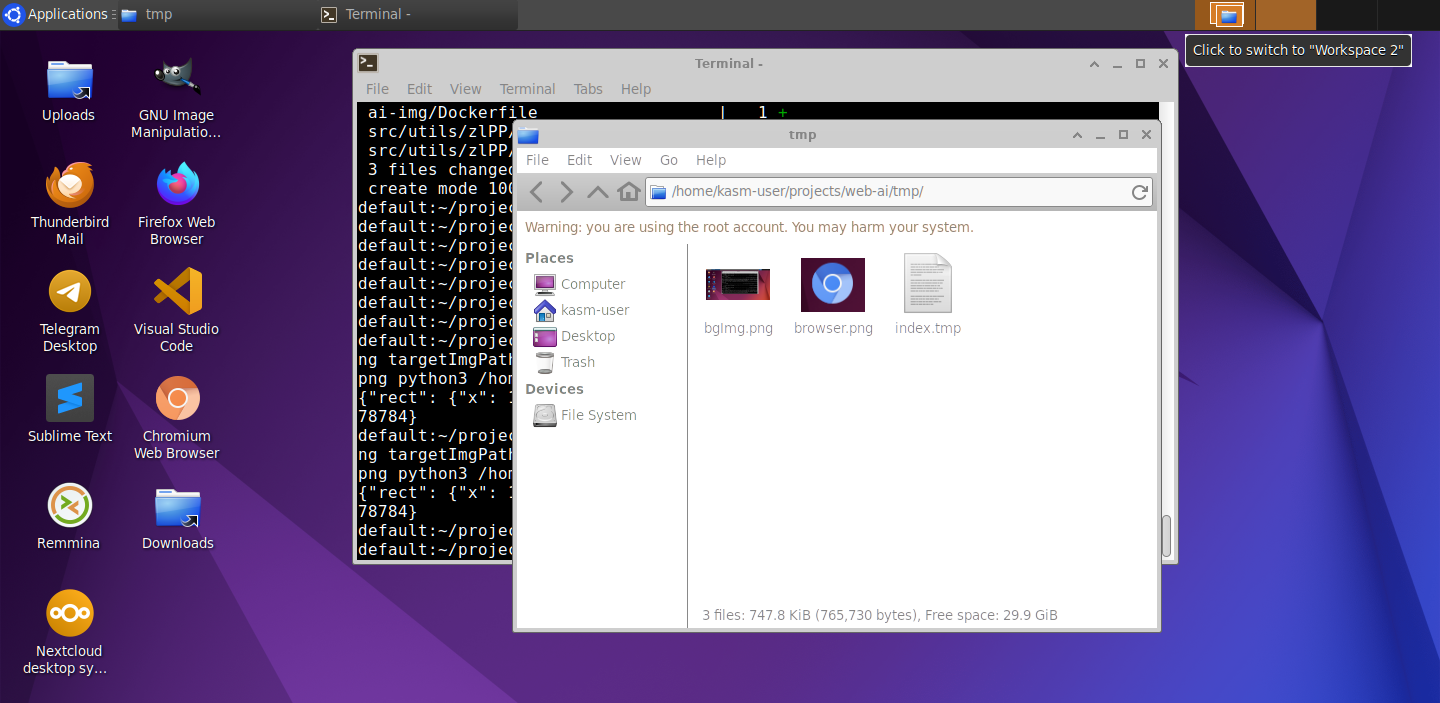 Applications
tmp
Terminal -
Click to switch to "Workspace 2"
Uploads
GNU Image
Manipulatio...
Thunderbird
Mail
Firefox Web
Browser
Telegram
Desktop
Visual Studio
Code
Sublime Text
Chromium
Web Browser
Remmina
Downloads
Nextcloud
desktop sy...
Terminal -
File Edit View Terminal Tabs Help
ai-img/Dockerfile | 1 +
src/utils/zlPP/
src/utils/zlPP/
3 files changed
create mode 100
default:~/projec
default:~/projec
default:~/projec
default:~/projec
default:~/projec
default:~/projec
default:~/projec
default:~/projec
ng targetImgPath
png python3 /hom
{"rect": {"x": 1
78784}
default:~/projec
ng targetImgPath
png python3 /hom
{"rect": {"x": 1
78784}
default:~/projec
default:~/projec
tmp
File Edit View Go Help
/home/kasm-user/projects/web-ai/tmp/
Warning: you are using the root account. You may harm your system.
Places
Computer
kasm-user
Desktop
Trash
Devices
File System
bgImg.png
browser.png
index.tmp
3 files: 747.8 KiB (765,730 bytes), Free space: 29.9 GiB